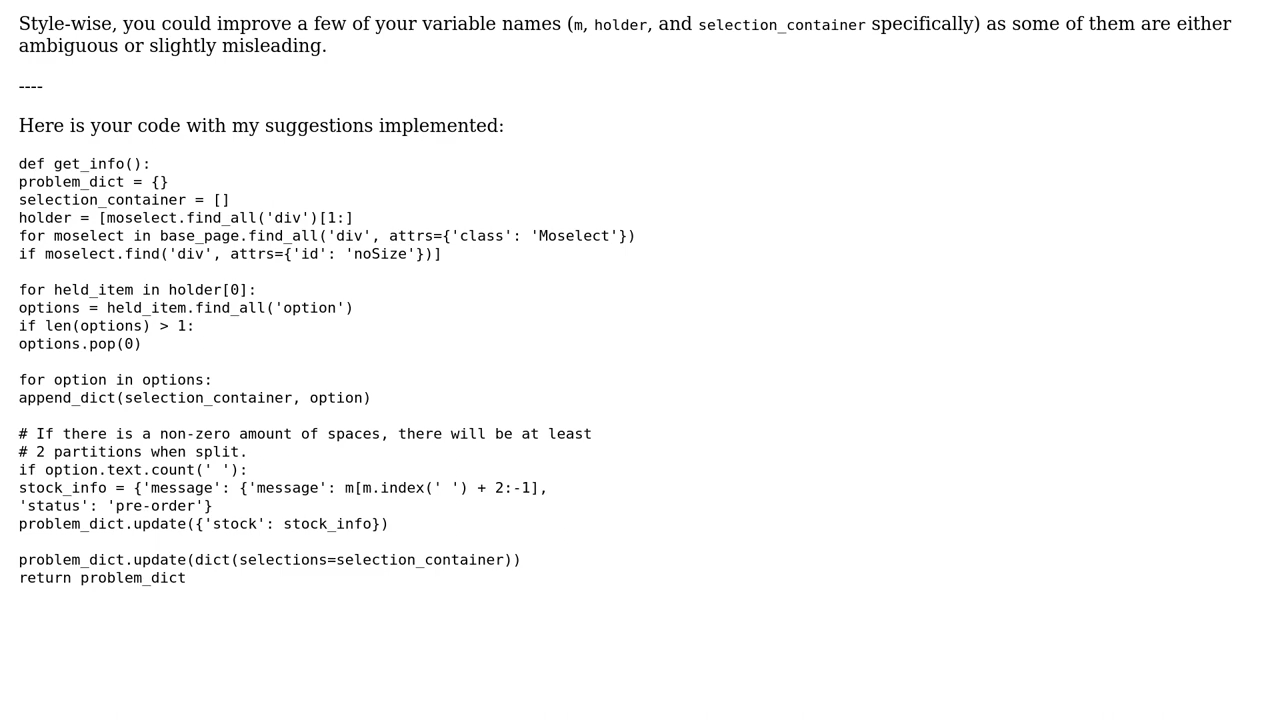 Style-wise, you could improve a few of your variable names (m, holder, and selection_container specifically) as some of them are either
ambiguous or slightly misleading.
----
Here is your code with my suggestions implemented:
def get_info():
problem_dict = {}
selection_container = []
holder = [moselect.find_all('div')[1:]
for moselect in base_page.find_all('div', attrs={'class': 'Moselect'})
if moselect.find('div', attrs={'id': 'noSize'})]
for held_item in holder[0]:
options = held_item.find_all('option')
if len(options) > 1:
options.pop(0)
for option in options:
append_dict(selection_container, option)
# If there is a non-zero amount of spaces, there will be at least
# 2 partitions when split.
if option.text.count(' '):
stock_info = {'message': {'message': m[m.index(' ') + 2:-1],
'status': 'pre-order'}
problem_dict.update({'stock': stock_info})
problem_dict.update(dict(selections=selection_container))
return problem_dict